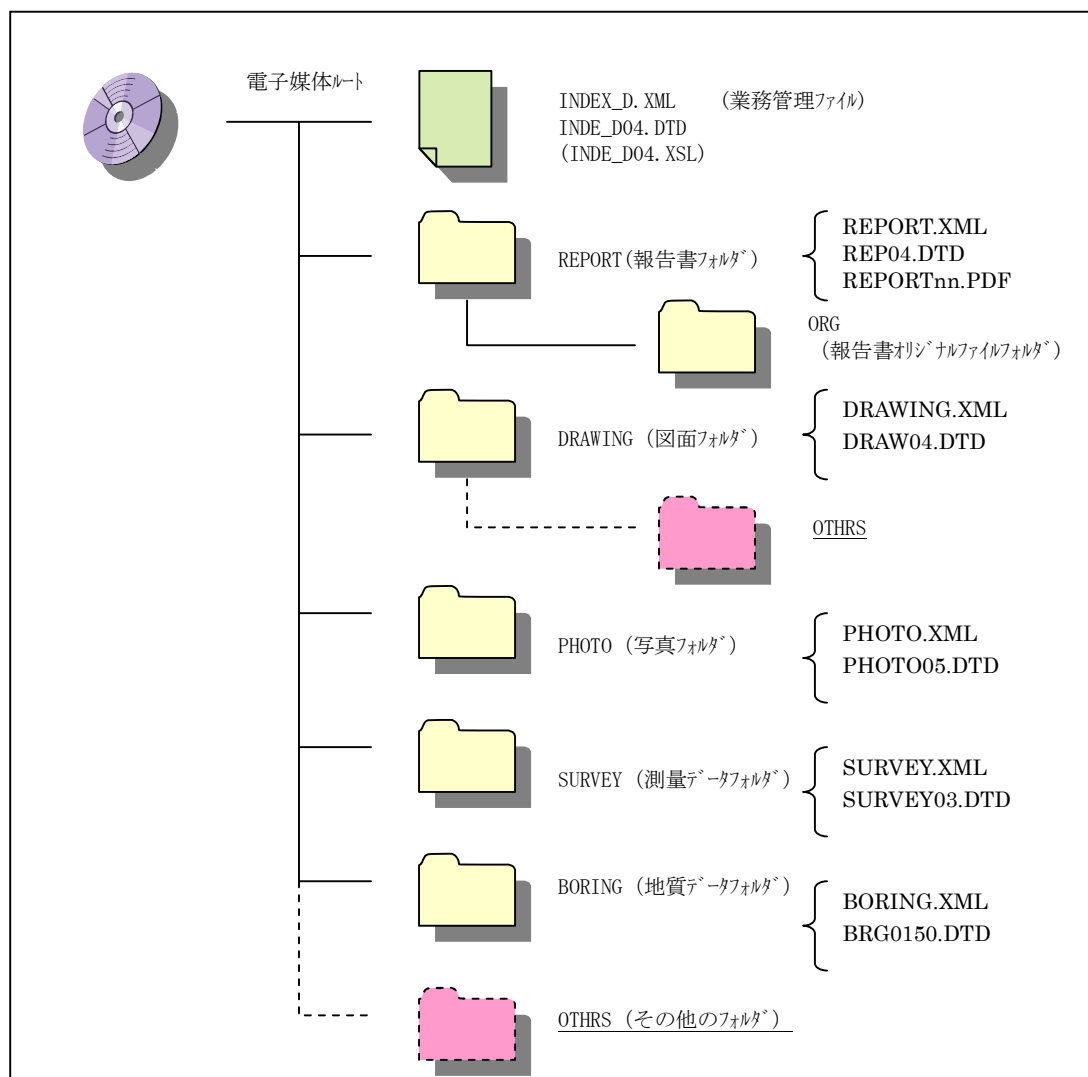 電子媒体ﾙｰﾄ
INDEX_D.XML (業務管理ﾌｧｲﾙ)
INDE_D04.DTD
(INDE_D04.XSL)
REPORT(報告書ﾌｫﾙﾀﾞ)
REPORT.XML
REP04.DTD
REPORTnn.PDF
ORG
(報告書ｵﾘｼﾞﾅﾙﾌｧｲﾙﾌｫﾙﾀﾞ)
DRAWING (図面ﾌｫﾙﾀﾞ)
DRAWING.XML
DRAW04.DTD
OTHRS
PHOTO (写真ﾌｫﾙﾀﾞ)
PHOTO.XML
PHOTO05.DTD
SURVEY (測量ﾃﾞｰﾀﾌｫﾙﾀﾞ)
SURVEY.XML
SURVEY03.DTD
BORING (地質ﾃﾞｰﾀﾌｫﾙﾀﾞ)
BORING.XML
BRG0150.DTD
OTHRS (その他のﾌｫﾙﾀﾞ)